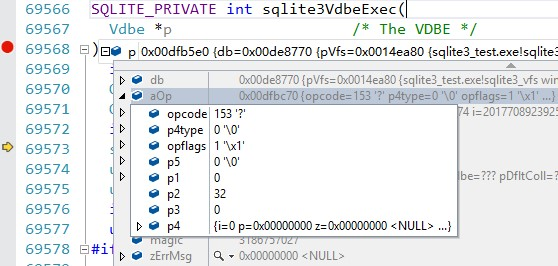 69566 SQLITE_PRIVATE int sqlite3VdbeExec(
69567 Vdbe *p /* The VDBE */
69568 ) p 0x00dfb5e0 {db=0x00de8770 {pVfs=0x0014ea80 {sqlite3_test.exe!sqlite3_vfs
69569 db 0x00de8770 {pVfs=0x0014ea80 {sqlite3_test.exe!sqlite3_vfs win
69570 aOp 0x00dfbc70 {opcode=153 '?' p4type=0 '\0' opflags=1 '\x1' ...}
69571 opcode 153 '?' i=2017708923925
69572 p4type 0 '\0'
69573 opflags 1 '\x1'
69574 p5 0 '\0' dbe=??? pDfltColl=?
69575 p1 0
69576 p2 32
p3 0
69577 p4 {i=0 p=0x00000000 z=0x00000000 <NULL> ...}
69578 #if magic 3186757027
69579 zErrMsg 0x00000000 <NULL>